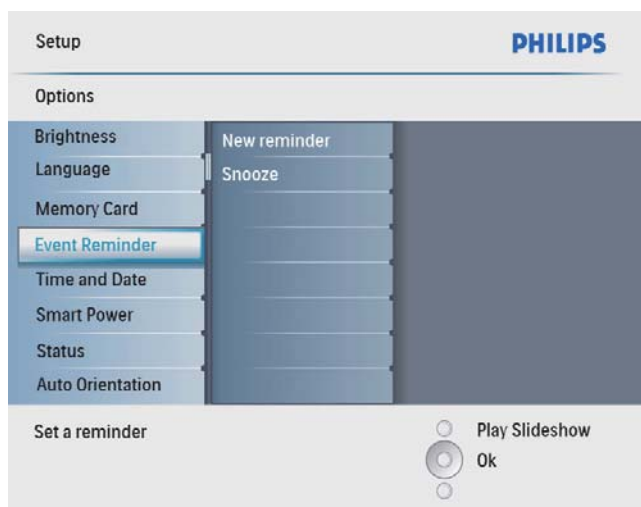 Setup
PHILIPS
Options
Brightness
Language
Memory Card
Event Reminder
Time and Date
Smart Power
Status
Auto Orientation
New reminder
Snooze
Set a reminder
Play Slideshow
Ok